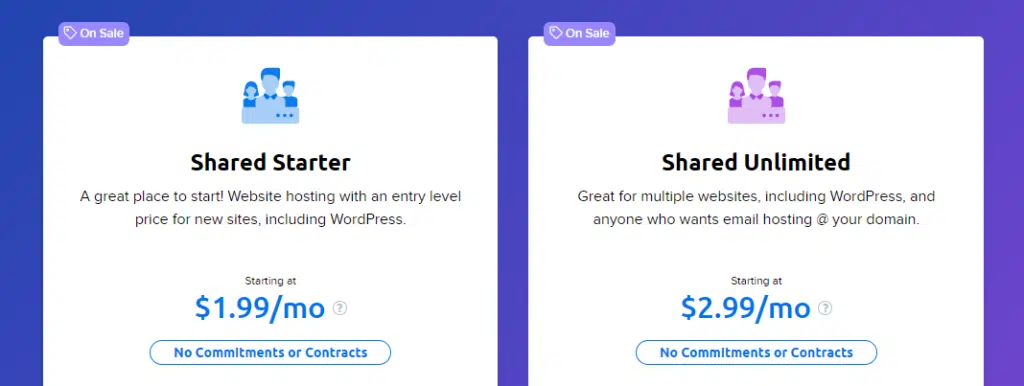 On Sale
Shared Starter
A great place to start! Website hosting with an entry level
price for new sites, including WordPress.
Starting at
$1.99/mo ?
No Commitments or Contracts
On Sale
Shared Unlimited
Great for multiple websites, including WordPress, and
anyone who wants email hosting @ your domain.
Starting at
$2.99/mo ?
No Commitments or Contracts